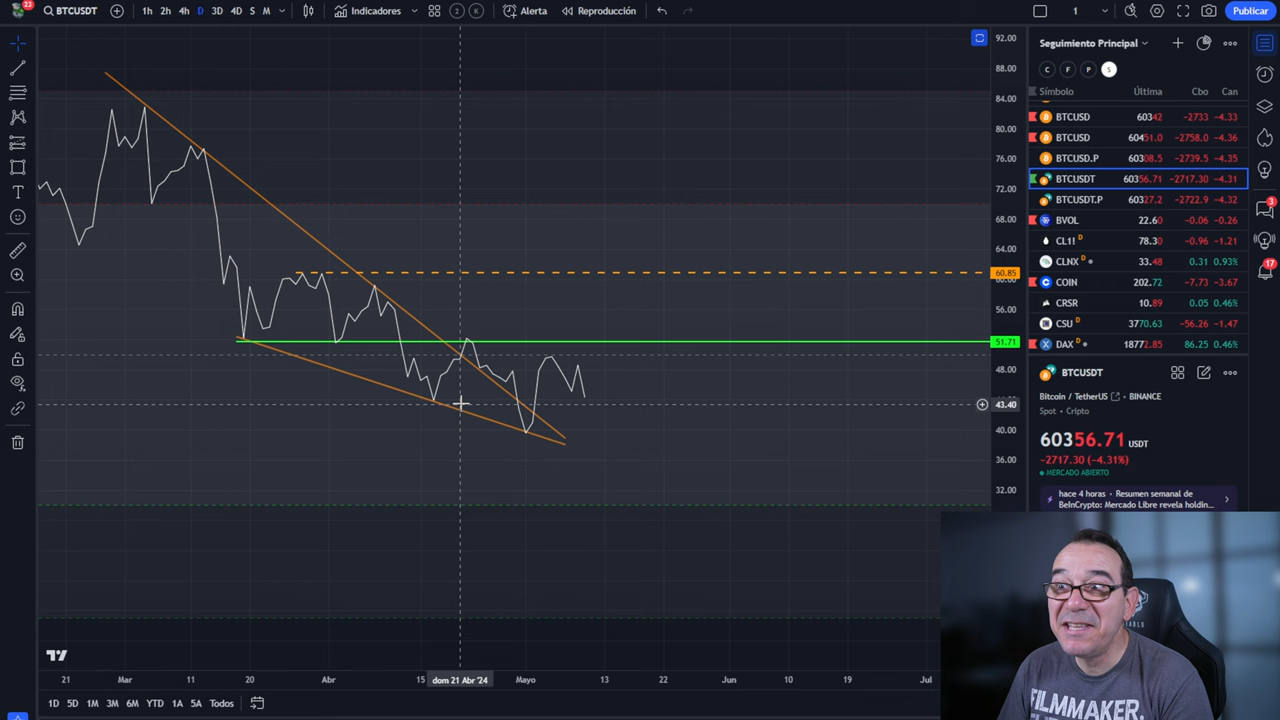 23
BTCUSDT
1h 2h 4h D 3D 4D S M
Indicadores
2 K
Alerta
Reproducción
1
Publicar
92.00
88.00
84.00
80.00
76.00
72.00
68.00
64.00
60.85
56.00
51.71
48.00
43.40
40.00
36.00
32.00
Seguimiento Principal
C F P S
Símbolo Última Cbo Can
BTCUSD 60342 −2733 −4.33
BTCUSD 60451.0 −2758.0 −4.36
BTCUSD.P 60308.5 −2739.5 −4.35
BTCUSDT 60356.71 −2717.30 −4.31
BTCUSDT.P 60327.2 −2722.9 −4.32
BVOL 22.60 −0.06 −0.26
CL1! D 78.30 −0.96 −1.21
CLNX 33.48 0.31 0.93%
COIN 202.72 −7.73 −3.67
CRSR 10.89 0.05 0.46%
CSU D 3770.63 −56.26 −1.47
DAX D 18772.85 86.25 0.46%
3
17
BTCUSDT
Bitcoin / TetherUS • BINANCE
Spot • Cripto
60356.71 USDT
−2717.30 (−4.31%)
MERCADO ABIERTO
hace 4 horas • Resumen semanal de
BeInCrypto: Mercado Libre revela holdin...
21 Mar 11 20 Abr 15 dom 21 Abr '24 Mayo 13 22 Jun 10 19 Jul
1D 5D 1M 3M 6M YTD 1A 5A Todos
FILMMAKER.